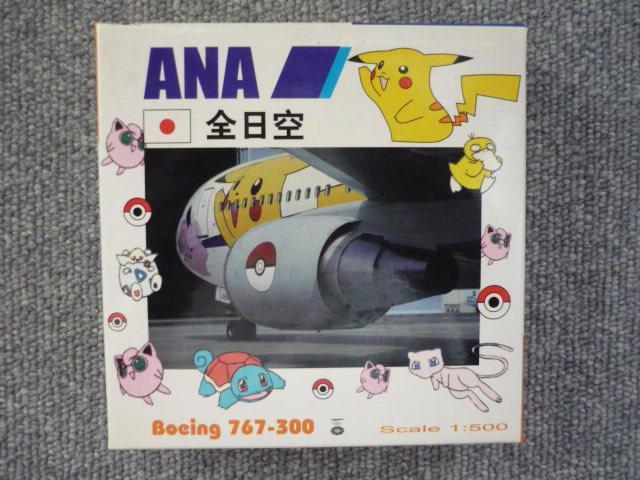 ANA
全日空
Boeing 767-300
Scale 1:500